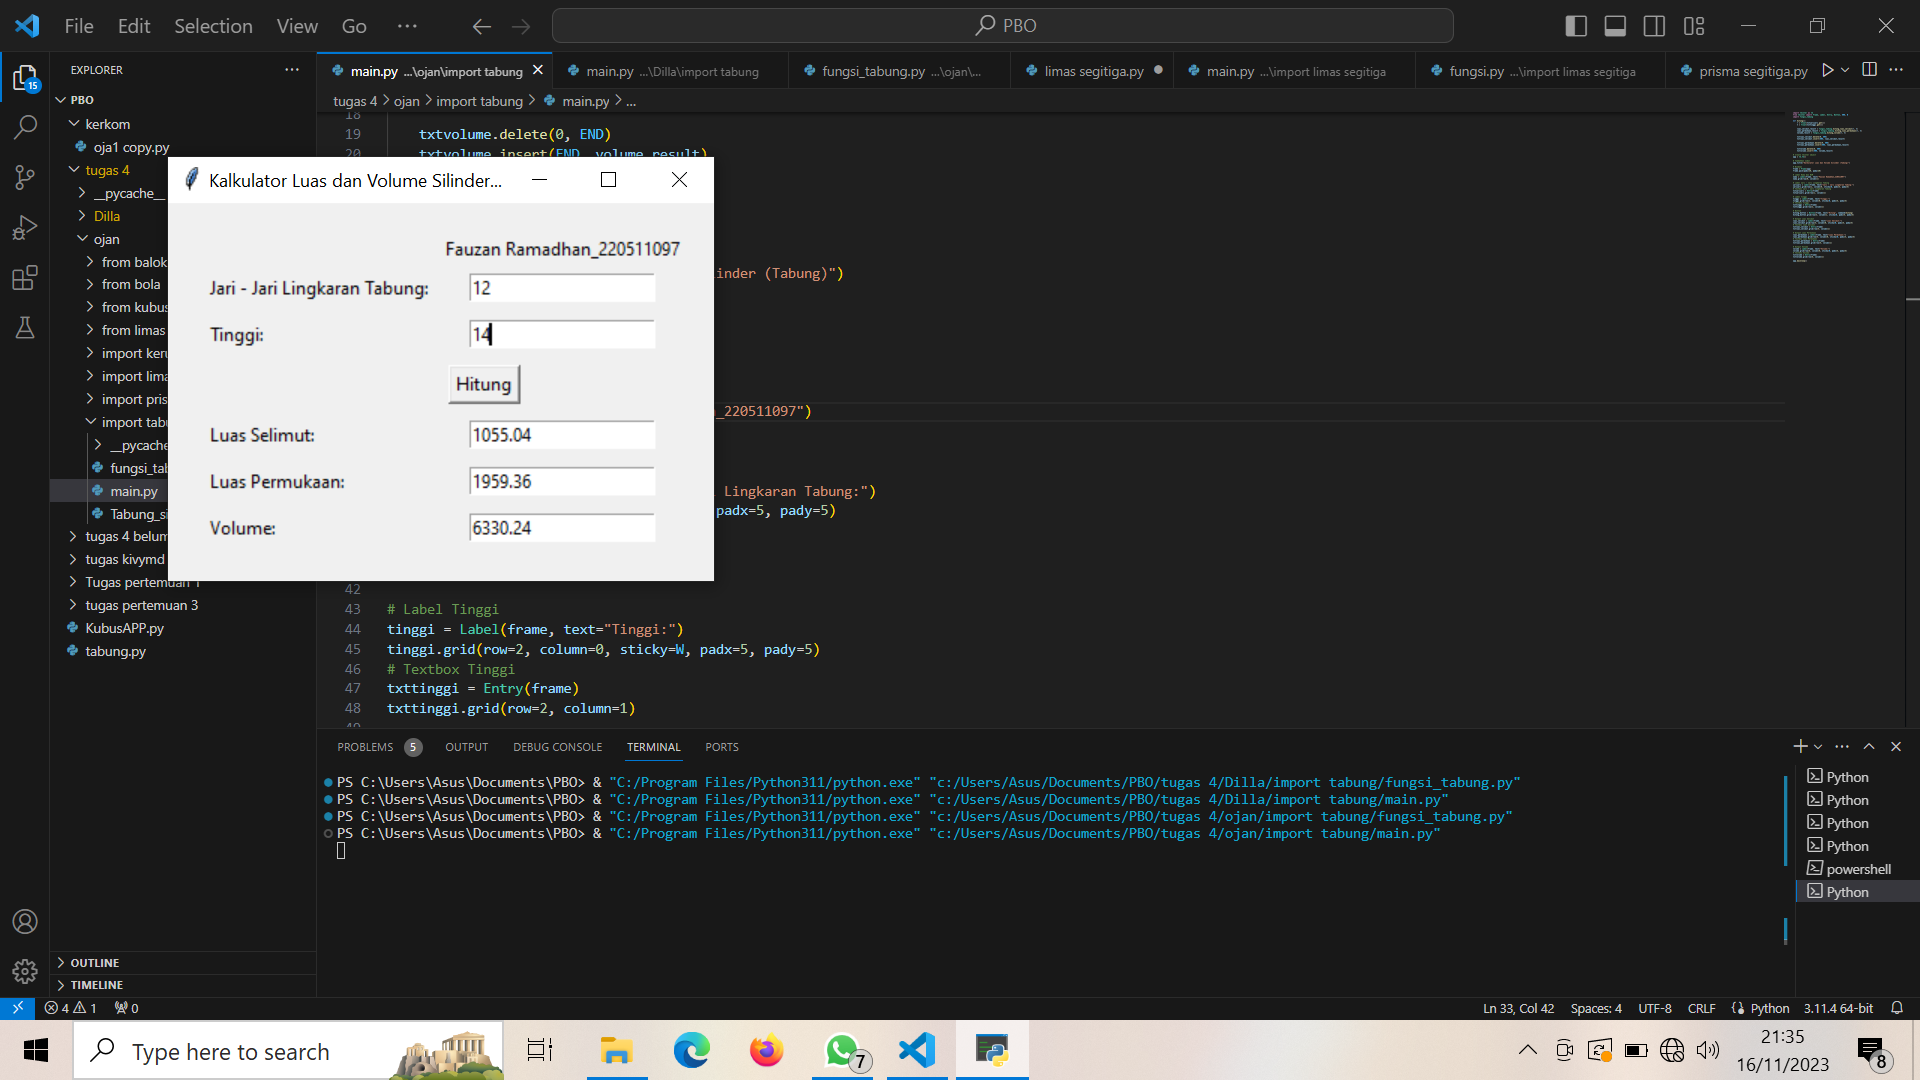 File Edit Selection View Go ... PBO
EXPLORER
PBO
kerkom
oja1 copy.py
tugas 4
__pycache__
Dilla
ojan
from balok
from bola
from kubus
from limas
import keru
import lima
import pris
import tabu
__pycache
fungsi_tab
main.py
Tabung_si
tugas 4 belum
tugas kivymd
Tugas pertemuan 1
tugas pertemuan 3
KubusAPP.py
tabung.py
OUTLINE
TIMELINE
15
main.py ...\ojan\import tabung
main.py ...\Dilla\import tabung
fungsi_tabung.py ...\ojan\...
limas segitiga.py
main.py ...\import limas segitiga
fungsi.py ...\import limas segitiga
prisma segitiga.py
tugas 4 > ojan > import tabung > main.py > ...
18
19 txtvolume.delete(0, END)
20 txtvolume.insert(END, volume_result)
inder (Tabung)")
_220511097")
Lingkaran Tabung:")
padx=5, pady=5)
42
43 # Label Tinggi
44 tinggi = Label(frame, text="Tinggi:")
45 tinggi.grid(row=2, column=0, sticky=W, padx=5, pady=5)
46 # Textbox Tinggi
47 txttinggi = Entry(frame)
48 txttinggi.grid(row=2, column=1)
49
Kalkulator Luas dan Volume Silinder...
Fauzan Ramadhan_220511097
Jari - Jari Lingkaran Tabung: 12
Tinggi: 14
Hitung
Luas Selimut: 1055.04
Luas Permukaan: 1959.36
Volume: 6330.24
PROBLEMS 5 OUTPUT DEBUG CONSOLE TERMINAL PORTS
PS C:\Users\Asus\Documents\PBO> & "C:/Program Files/Python311/python.exe" "c:/Users/Asus/Documents/PBO/tugas 4/Dilla/import tabung/fungsi_tabung.py"
PS C:\Users\Asus\Documents\PBO> & "C:/Program Files/Python311/python.exe" "c:/Users/Asus/Documents/PBO/tugas 4/Dilla/import tabung/main.py"
PS C:\Users\Asus\Documents\PBO> & "C:/Program Files/Python311/python.exe" "c:/Users/Asus/Documents/PBO/tugas 4/ojan/import tabung/fungsi_tabung.py"
PS C:\Users\Asus\Documents\PBO> & "C:/Program Files/Python311/python.exe" "c:/Users/Asus/Documents/PBO/tugas 4/ojan/import tabung/main.py"
Python
Python
Python
Python
powershell
Python
4 1 0
Ln 33, Col 42 Spaces: 4 UTF-8 CRLF Python 3.11.4 64-bit
Type here to search
7
21:35
16/11/2023
8